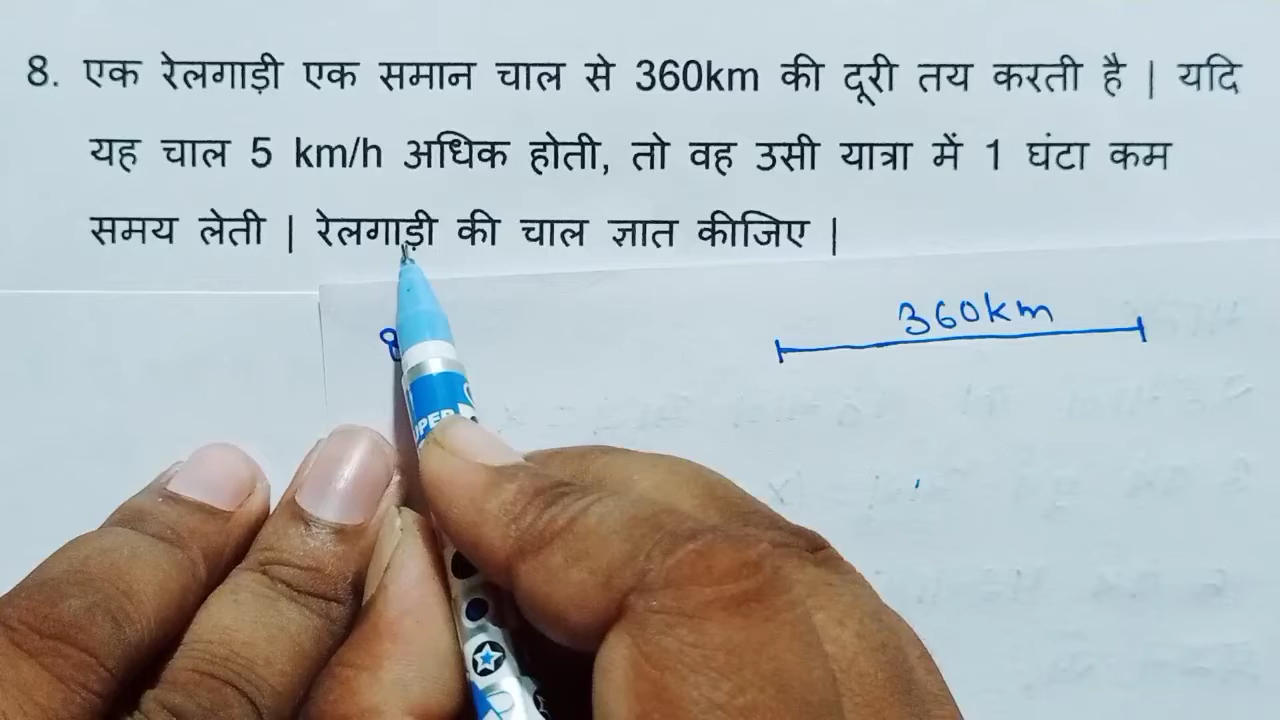 8. एक रेलगाड़ी एक समान चाल से 360km की दूरी तय करती है | यदि
यह चाल 5 km/h अधिक होती, तो वह उसी यात्रा में 1 घंटा कम
समय लेती | रेलगाड़ी की चाल ज्ञात कीजिए |
360km
8